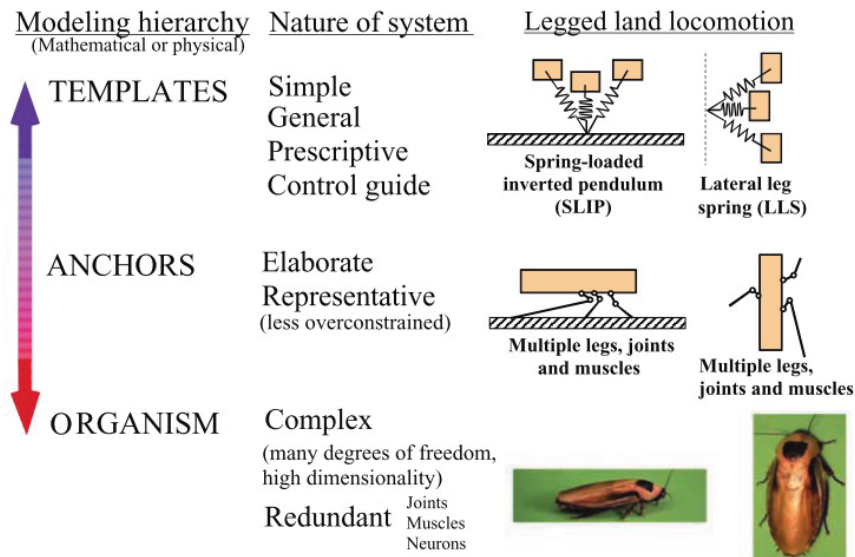 Modeling hierarchy
(Mathematical or physical)
Nature of system
Legged land locomotion
TEMPLATES
Simple
General
Prescriptive
Control guide
Spring-loaded
inverted pendulum
(SLIP)
Lateral leg
spring (LLS)
ANCHORS
Elaborate
Representative
(less overconstrained)
Multiple legs, joints
and muscles
Multiple legs,
joints and muscles
ORGANISM
Complex
(many degrees of freedom,
high dimensionality)
Redundant
Joints
Muscles
Neurons